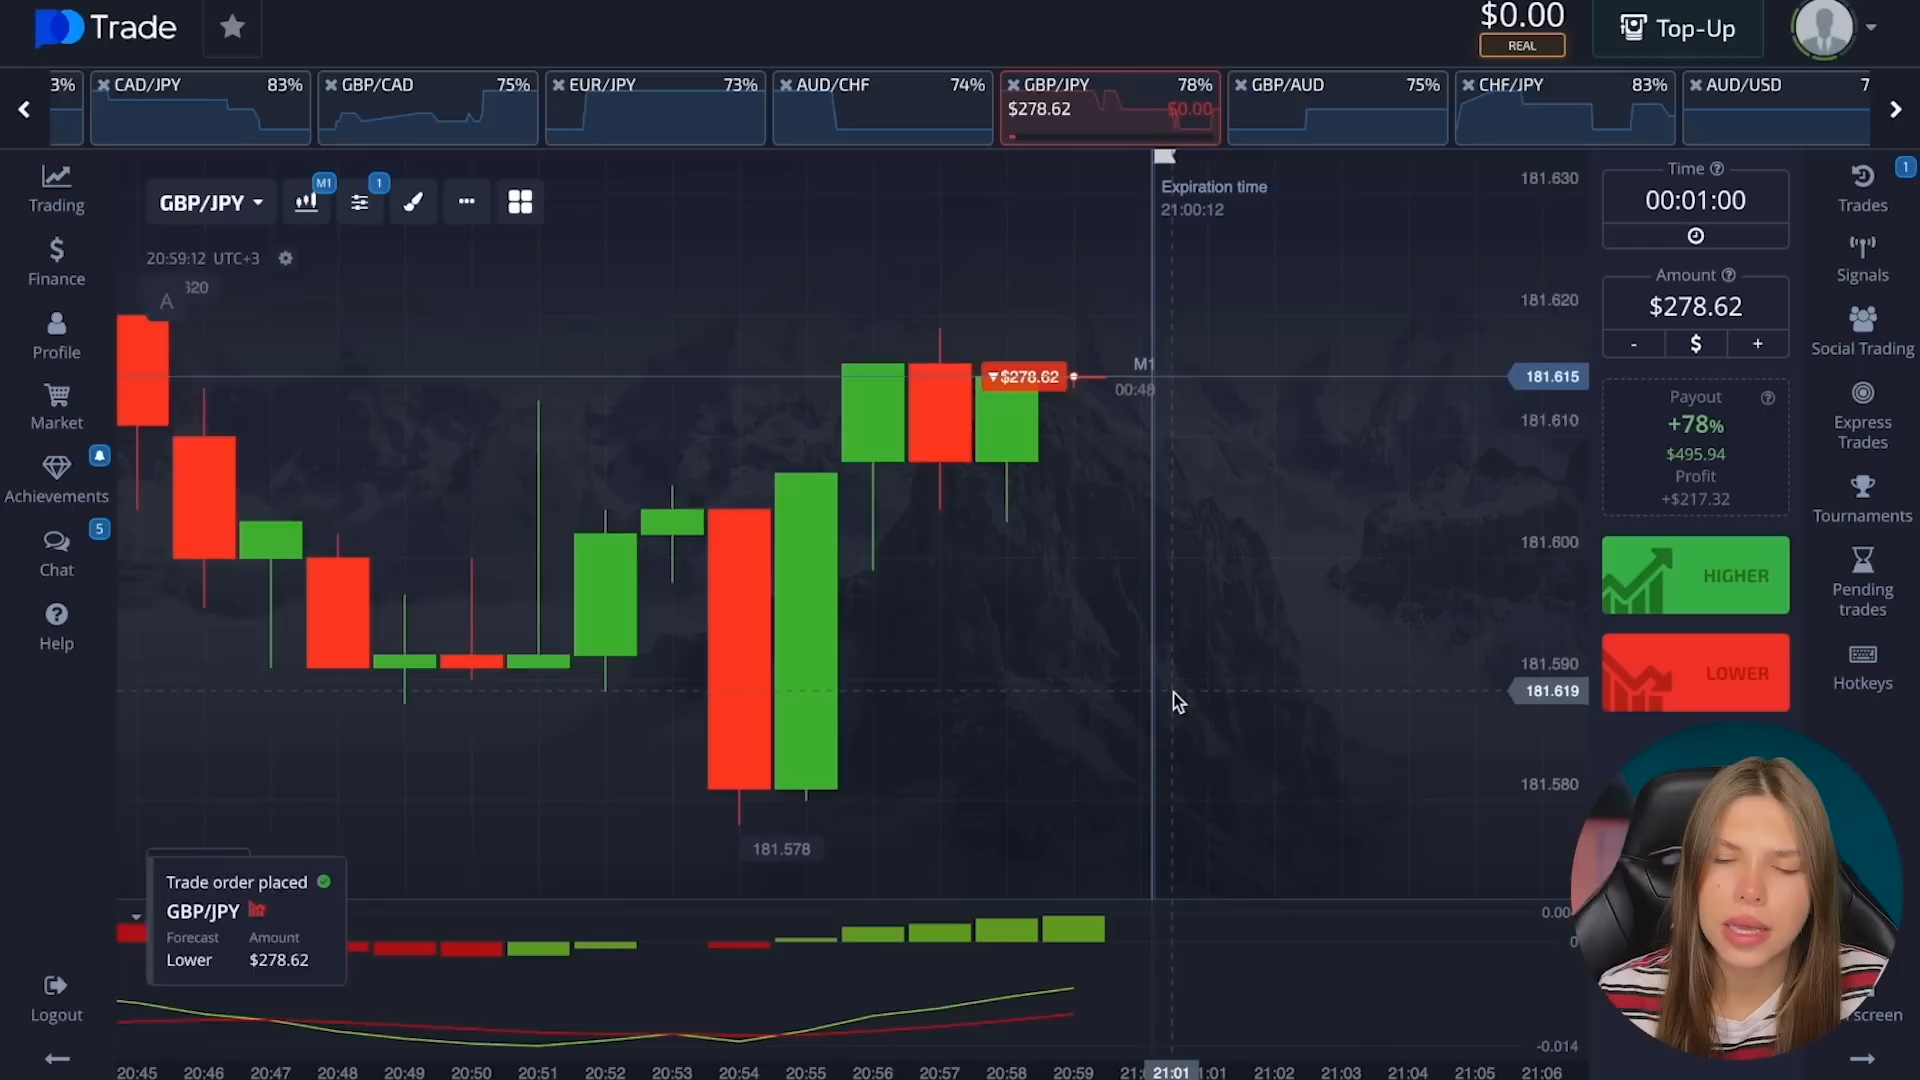 Trade
$0.00
REAL
Top-Up
3%
CAD/JPY 83%
GBP/CAD 75%
EUR/JPY 73%
AUD/CHF 74%
GBP/JPY 78%
$278.62 $0.00
GBP/AUD 75%
CHF/JPY 83%
AUD/USD 7
Trading
Finance
Profile
Market
Achievements
5
Chat
Help
Logout
GBP/JPY
M1
1
20:59:12 UTC+3
A
Expiration time
21:00:12
$278.62
M1
00:48
181.578
181.630
181.620
181.615
181.610
181.600
181.590
181.619
181.580
0.00
0
-0.014
Trade order placed
GBP/JPY
Forecast Amount
Lower $278.62
20:45 20:46 20:47 20:48 20:49 20:50 20:51 20:52 20:53 20:54 20:55 20:56 20:57 20:58 20:59 21:0 21:01 1:01 21:02 21:03 21:04 21:05 21:06
Time
00:01:00
Amount
$278.62
- $ +
Payout
+78%
$495.94
Profit
+$217.32
HIGHER
LOWER
1
Trades
Signals
Social Trading
Express
Trades
Tournaments
Pending
trades
Hotkeys
screen